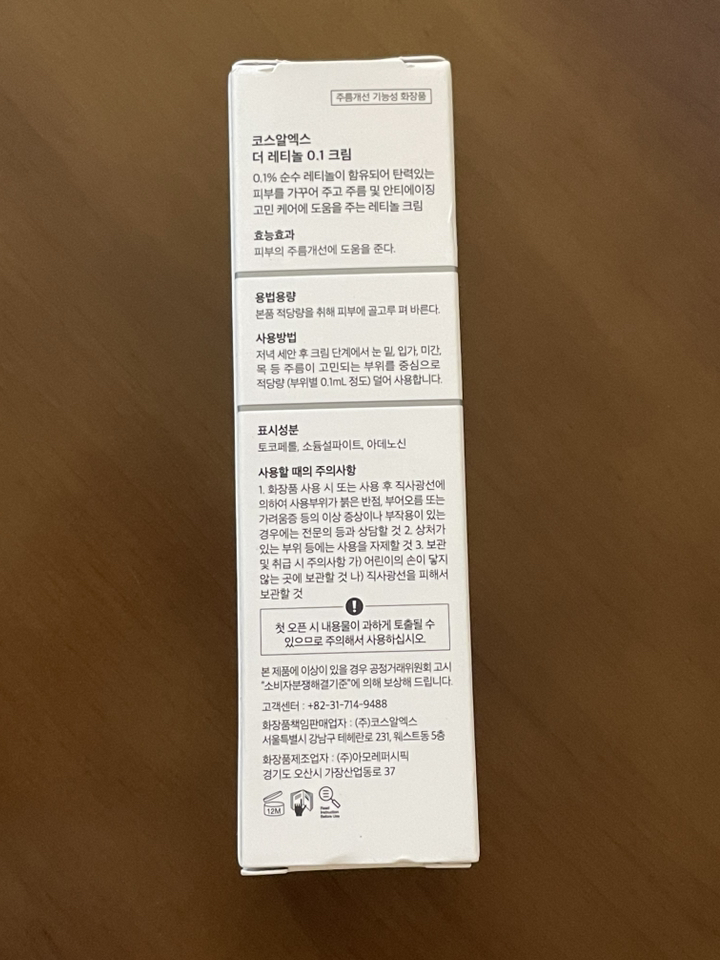 주름개선 기능성 화장품
코스알엑스
더 레티놀 0.1 크림
0.1% 순수 레티놀이 함유되어 탄력있는
피부를 가꾸어 주고 주름 및 안티에이징
고민 케어에 도움을 주는 레티놀 크림
효능효과
피부의 주름개선에 도움을 준다.
용법용량
본품 적당량을 취해 피부에 골고루 펴 바른다.
사용방법
저녁 세안 후 크림 단계에서 눈 밑, 입가, 미간,
목 등 주름이 고민되는 부위를 중심으로
적당량 (부위별 0.1mL 정도) 덜어 사용합니다.
표시성분
토코페롤, 소듐설파이트, 아데노신
사용할 때의 주의사항
1. 화장품 사용 시 또는 사용 후 직사광선에
의하여 사용부위가 붉은 반점, 부어오름 또는
가려움증 등의 이상 증상이나 부작용이 있는
경우에는 전문의 등과 상담할 것 2. 상처가
있는 부위 등에는 사용을 자제할 것 3. 보관
및 취급 시 주의사항 가) 어린이의 손이 닿지
않는 곳에 보관할 것 나) 직사광선을 피해서
보관할 것
!
첫 오픈 시 내용물이 과하게 토출될 수
있으므로 주의해서 사용하십시오.
본 제품에 이상이 있을 경우 공정거래위원회 고시
"소비자분쟁해결기준"에 의해 보상해 드립니다.
고객센터 : +82-31-714-9488
화장품책임판매업자 : (주)코스알엑스
서울특별시 강남구 테헤란로 231, 웨스트동 5층
화장품제조업자 : (주)아모레퍼시픽
경기도 오산시 가장산업동로 37
12M
Read
Instruction
Before Use